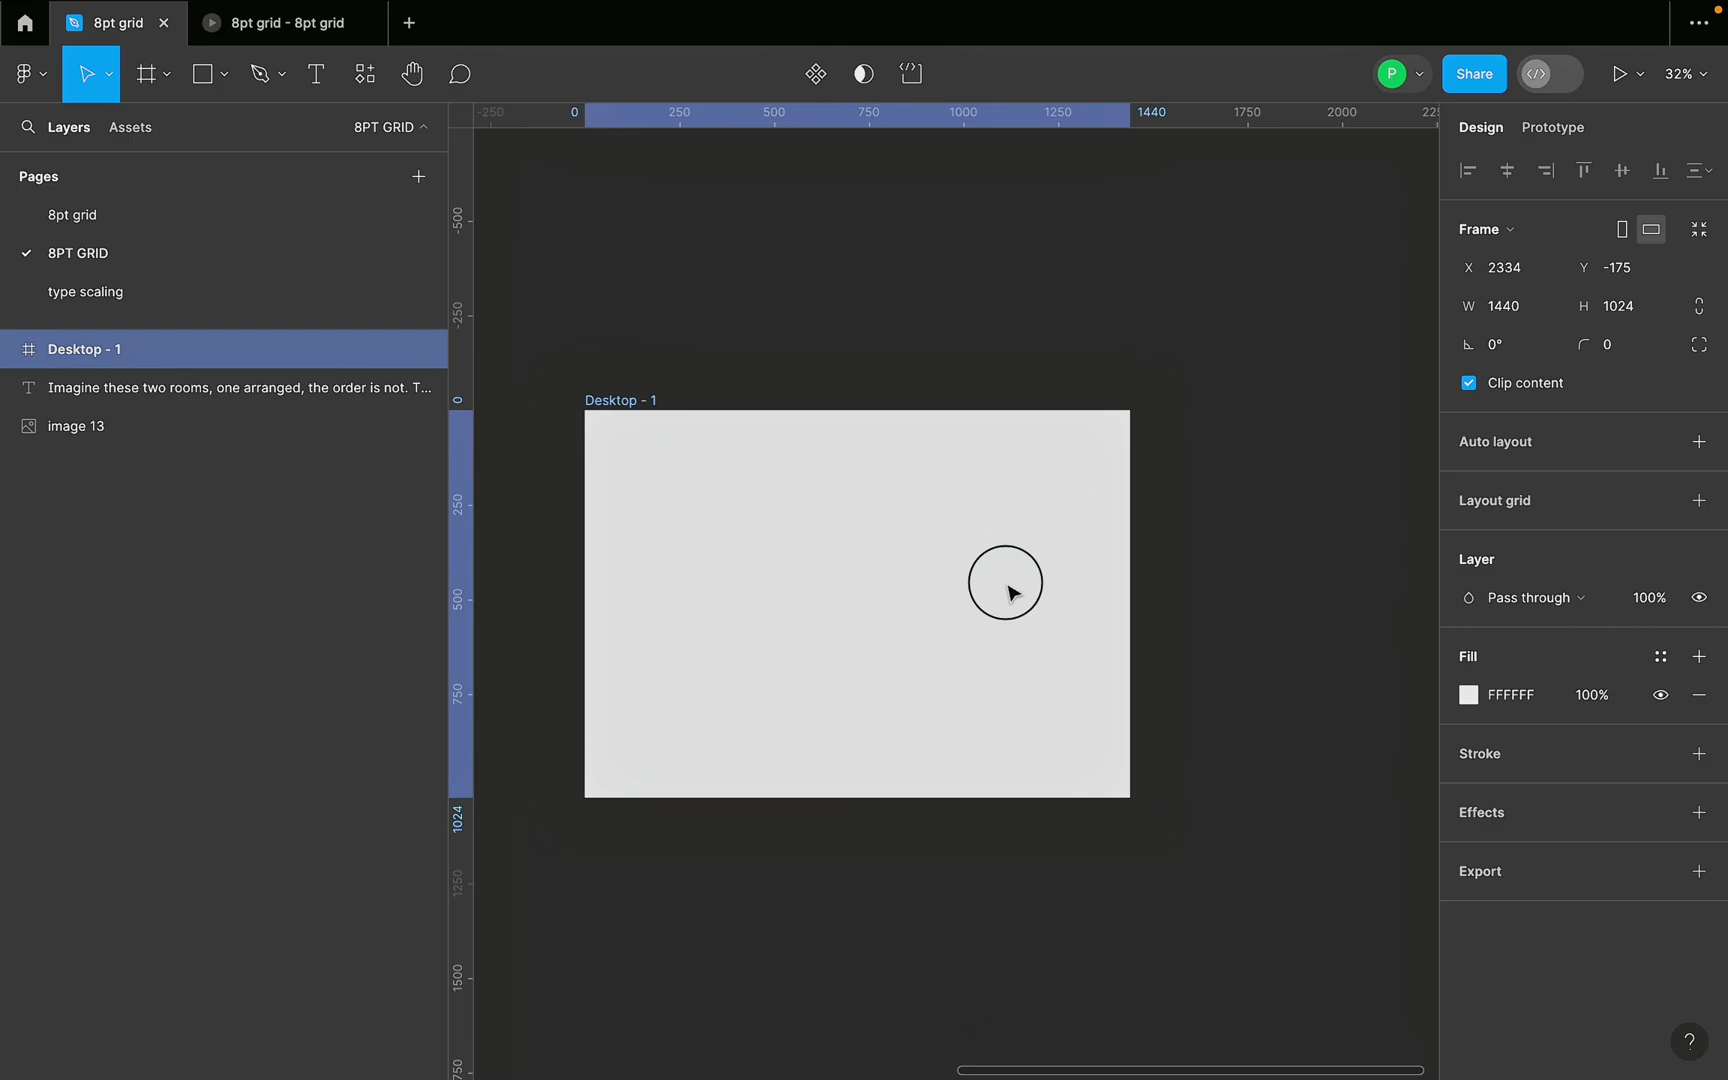 8pt grid
8pt grid - 8pt grid
P
Share
32%
Layers
Assets
8PT GRID
-250
0
250
500
750
1000
1250
1440
1750
2000
Design
Prototype
Pages
8pt grid
8PT GRID
type scaling
Desktop - 1
Imagine these two rooms, one arranged, the order is not. T...
image 13
-500
-250
0
250
500
750
1024
1250
1500
Desktop - 1
Frame
X 2334
Y -175
W 1440
H 1024
0°
0
Clip content
Auto layout
Layout grid
Layer
Pass through
100%
Fill
FFFFFF
100%
Stroke
Effects
Export
?